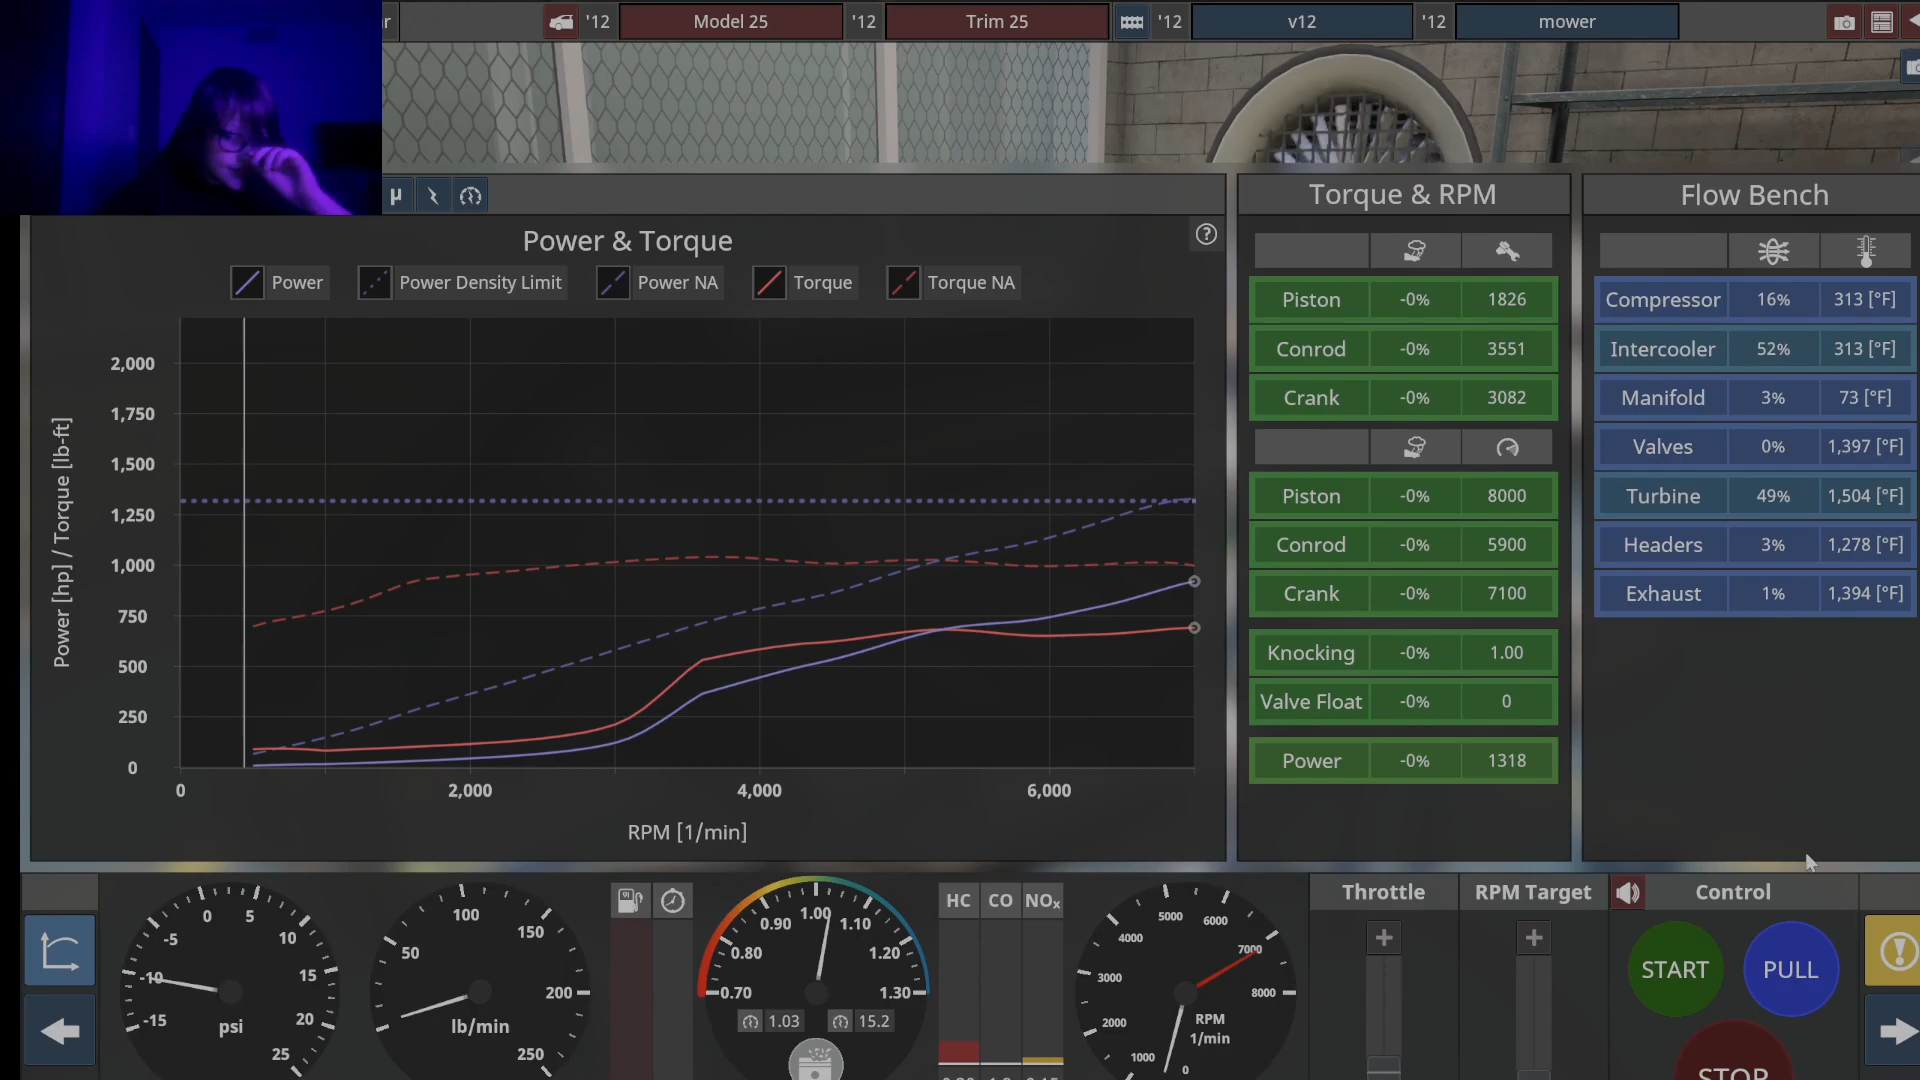 r '12 Model 25 '12 Trim 25 '12 v12 '12 mower
µ
Power & Torque
?
Power Power Density Limit Power NA Torque Torque NA
Power [hp] / Torque [lb-ft]
2,000
1,750
1,500
1,250
1,000
750
500
250
0
0 2,000 4,000 6,000
RPM [1/min]
Torque & RPM
Piston -0% 1826
Conrod -0% 3551
Crank -0% 3082
Piston -0% 8000
Conrod -0% 5900
Crank -0% 7100
Knocking -0% 1.00
Valve Float -0% 0
Power -0% 1318
Flow Bench
Compressor 16% 313 [°F]
Intercooler 52% 313 [°F]
Manifold 3% 73 [°F]
Valves 0% 1,397 [°F]
Turbine 49% 1,504 [°F]
Headers 3% 1,278 [°F]
Exhaust 1% 1,394 [°F]
-15 -10 -5 0 5 10 15 20 25
psi
50 100 150 200 250
lb/min
0.70 0.80 0.90 1.00 1.10 1.20 1.30
1.03 15.2
HC CO NOx
0 1000 2000 3000 4000 5000 6000 7000 8000
RPM
1/min
Throttle RPM Target Control
+ +
START PULL
STOP